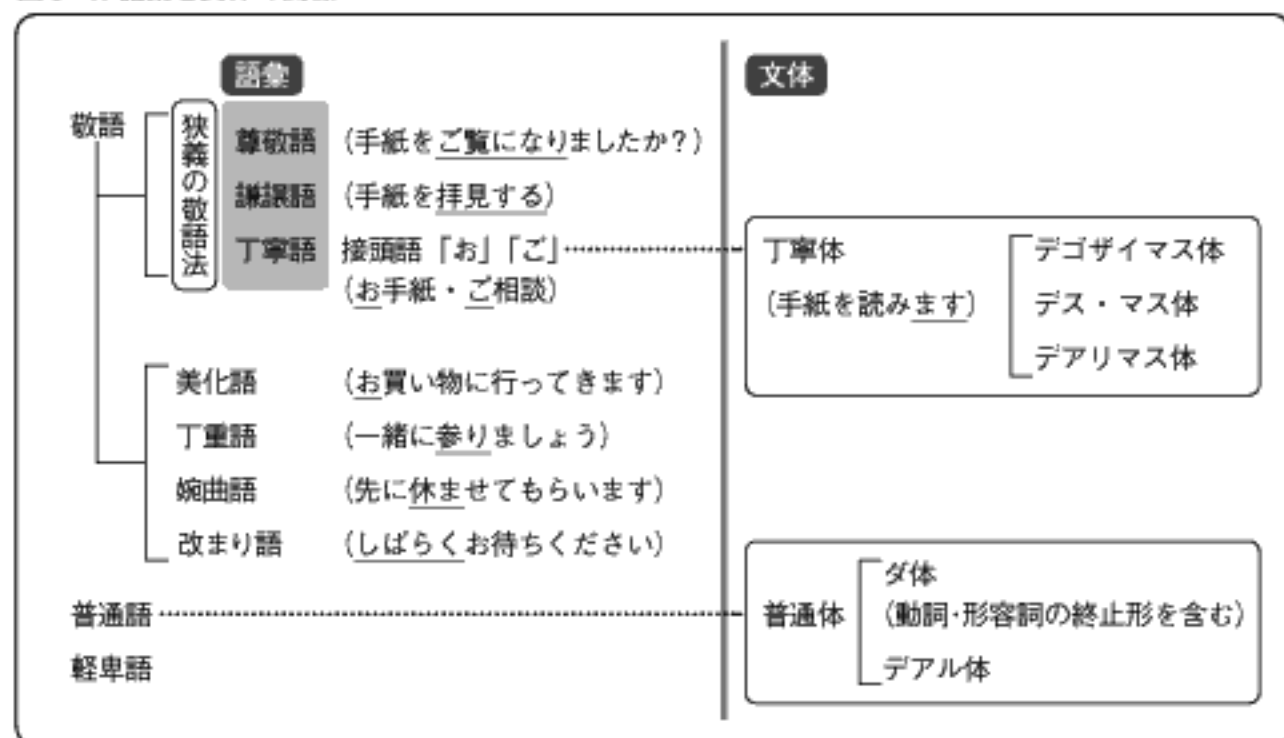 語彙
文体
敬語
狭義の敬語法
尊敬語 (手紙をご覧になりましたか?)
謙譲語 (手紙を拝見する)
丁寧語 接頭語「お」「ご」
(お手紙・ご相談)
丁寧体
(手紙を読みます)
デゴザイマス体
デス・マス体
デアリマス体
美化語 (お買い物に行ってきます)
丁重語 (一緒に参りましょう)
婉曲語 (先に休ませてもらいます)
改まり語 (しばらくお待ちください)
普通語
軽卑語
普通体
ダ体
(動詞・形容詞の終止形を含む)
デアル体